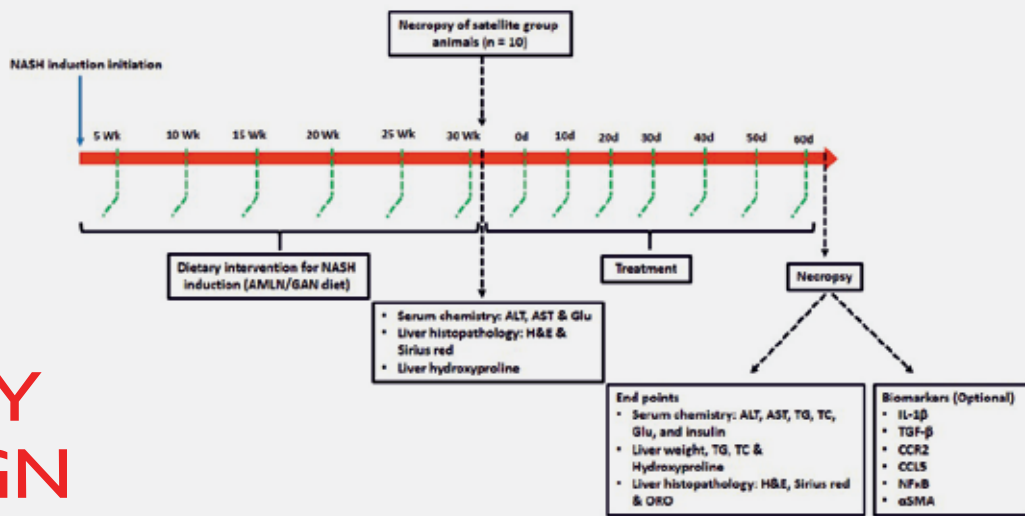 Necropsy of satellite group
animals (n = 10)
NASH induction initiation
5 Wk
10 Wk
15 Wk
20 Wk
25 Wk
30 Wk
0d
10d
20d
30d
40d
50d
60d
Dietary intervention for NASH
induction (AMLN/GAN diet)
Treatment
Necropsy
• Serum chemistry: ALT, AST & Glu
• Liver histopathology: H&E &
Sirius red
• Liver hydroxyproline
End points
• Serum chemistry: ALT, AST, TG, TC,
Glu, and insulin
• Liver weight, TG, TC &
Hydroxyproline
• Liver histopathology: H&E, Sirius red
& ORO
Biomarkers (Optional)
• IL-1β
• TGF-β
• CCR2
• CCL5
• NFκB
• αSMA
Y
GN